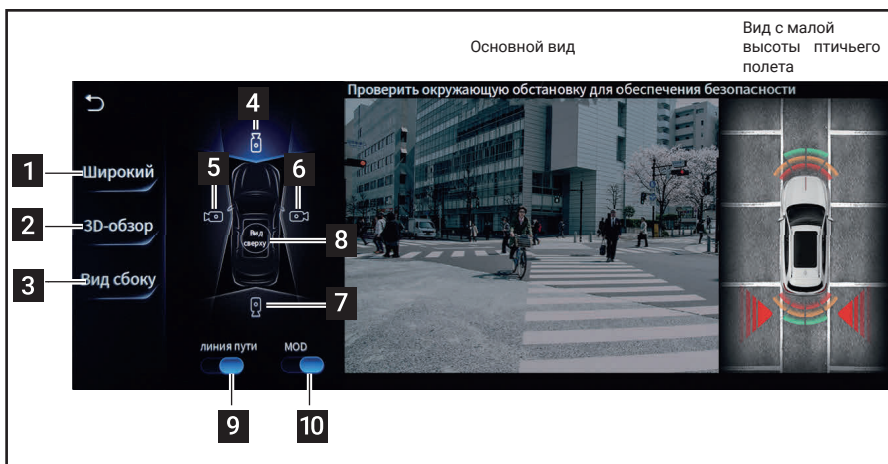 Основной вид
Вид с малой
высоты птичьего
полета
Проверить окружающую обстановку для обеспечения безопасности
4
1
Широкий
5
6
2
3D-обзор
Вид
сверху
8
3
Вид сбоку
7
линия пути
MOD
9
10